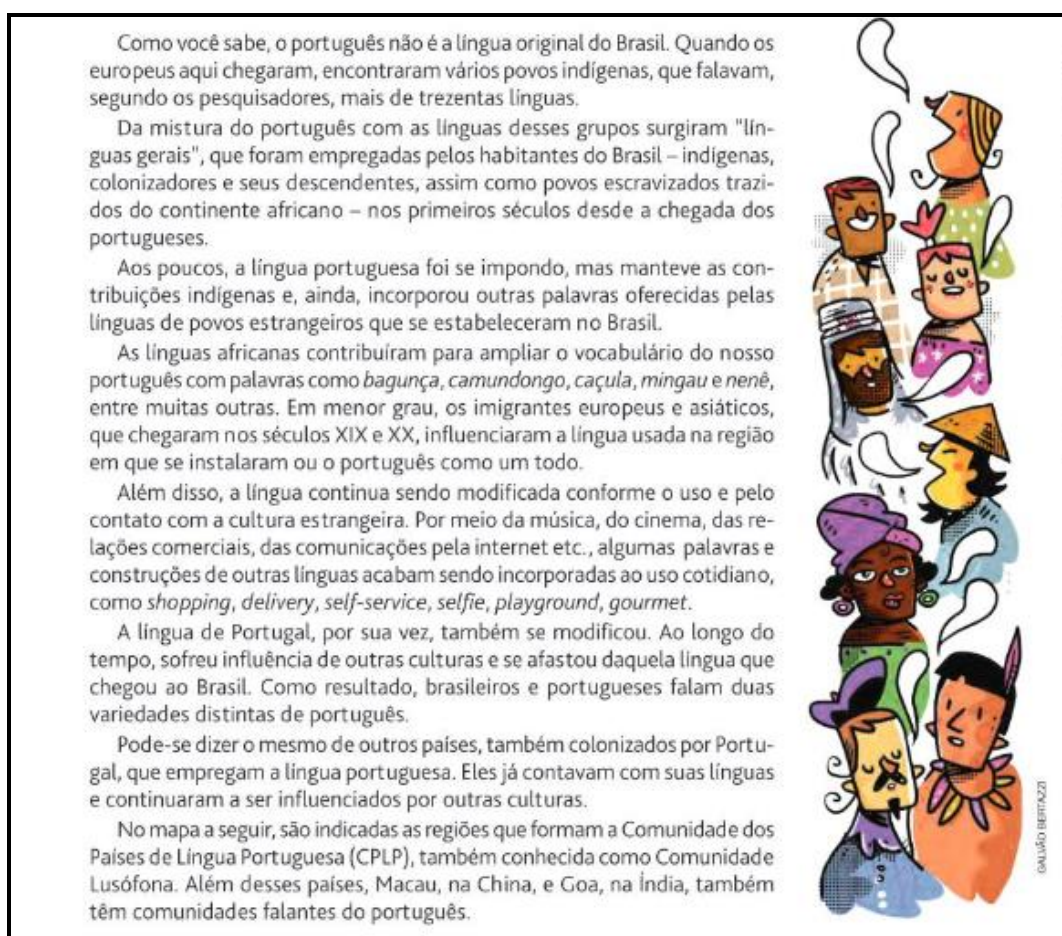 Como você sabe, o português não é a língua original do Brasil. Quando os
europeus aqui chegaram, encontraram vários povos indígenas, que falavam,
segundo os pesquisadores, mais de trezentas línguas.
Da mistura do português com as línguas desses grupos surgiram "lín-
guas gerais", que foram empregadas pelos habitantes do Brasil – indígenas,
colonizadores e seus descendentes, assim como povos escravizados trazi-
dos do continente africano – nos primeiros séculos desde a chegada dos
portugueses.
Aos poucos, a língua portuguesa foi se impondo, mas manteve as con-
tribuições indígenas e, ainda, incorporou outras palavras oferecidas pelas
línguas de povos estrangeiros que se estabeleceram no Brasil.
As línguas africanas contribuíram para ampliar o vocabulário do nosso
português com palavras como bagunça, camundongo, caçula, mingau e nenê,
entre muitas outras. Em menor grau, os imigrantes europeus e asiáticos,
que chegaram nos séculos XIX e XX, influenciaram a língua usada na região
em que se instalaram ou o português como um todo.
Além disso, a língua continua sendo modificada conforme o uso e pelo
contato com a cultura estrangeira. Por meio da música, do cinema, das re-
lações comerciais, das comunicações pela internet etc., algumas palavras e
construções de outras línguas acabam sendo incorporadas ao uso cotidiano,
como shopping, delivery, self-service, selfie, playground, gourmet.
A língua de Portugal, por sua vez, também se modificou. Ao longo do
tempo, sofreu influência de outras culturas e se afastou daquela língua que
chegou ao Brasil. Como resultado, brasileiros e portugueses falam duas
variedades distintas de português.
Pode-se dizer o mesmo de outros países, também colonizados por Portu-
gal, que empregam a língua portuguesa. Eles já contavam com suas línguas
e continuaram a ser influenciados por outras culturas.
No mapa a seguir, são indicadas as regiões que formam a Comunidade dos
Países de Língua Portuguesa (CPLP), também conhecida como Comunidade
Lusófona. Além desses países, Macau, na China, e Goa, na Índia, também
têm comunidades falantes do português.
GALVÃO BERTAZZI